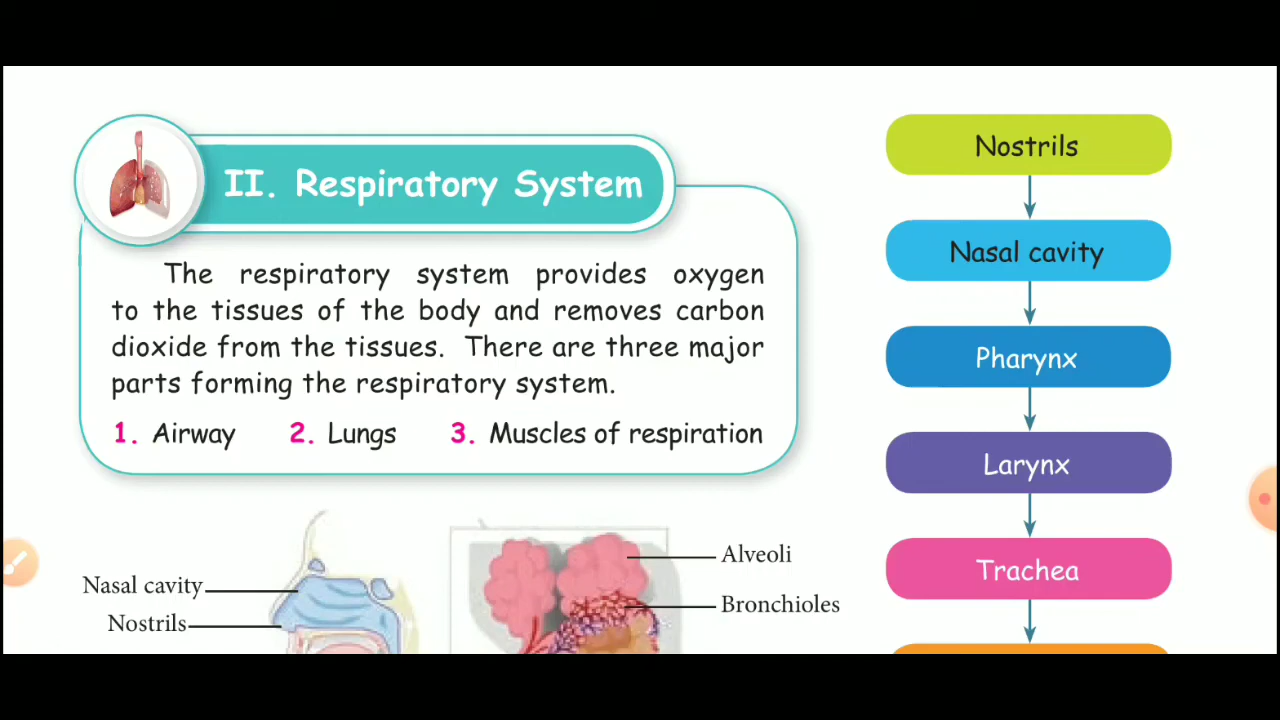 II. Respiratory System
The respiratory system provides oxygen
to the tissues of the body and removes carbon
dioxide from the tissues. There are three major
parts forming the respiratory system.
1. Airway 2. Lungs 3. Muscles of respiration
Nasal cavity
Nostrils
Alveoli
Bronchioles
Nostrils
Nasal cavity
Pharynx
Larynx
Trachea